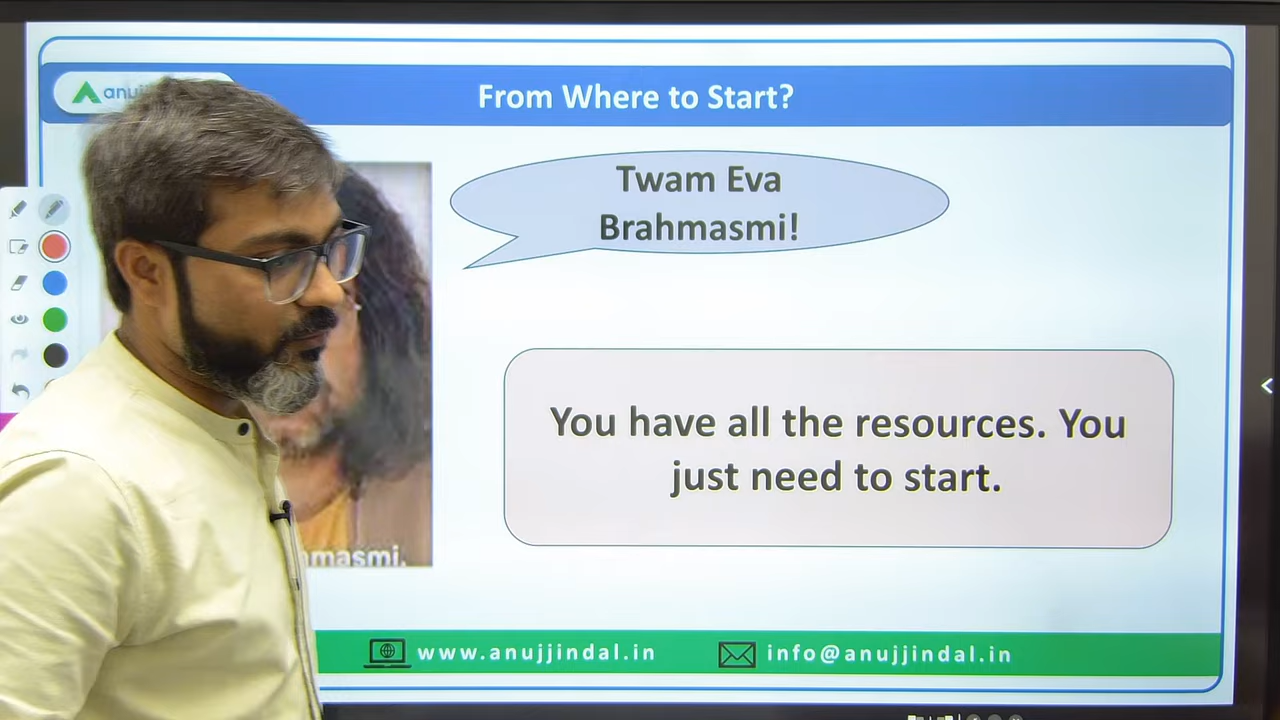 From Where to Start?
Twam Eva
Brahmasmi!
You have all the resources. You
just need to start.
www.anujjindal.in
info@anujjindal.in